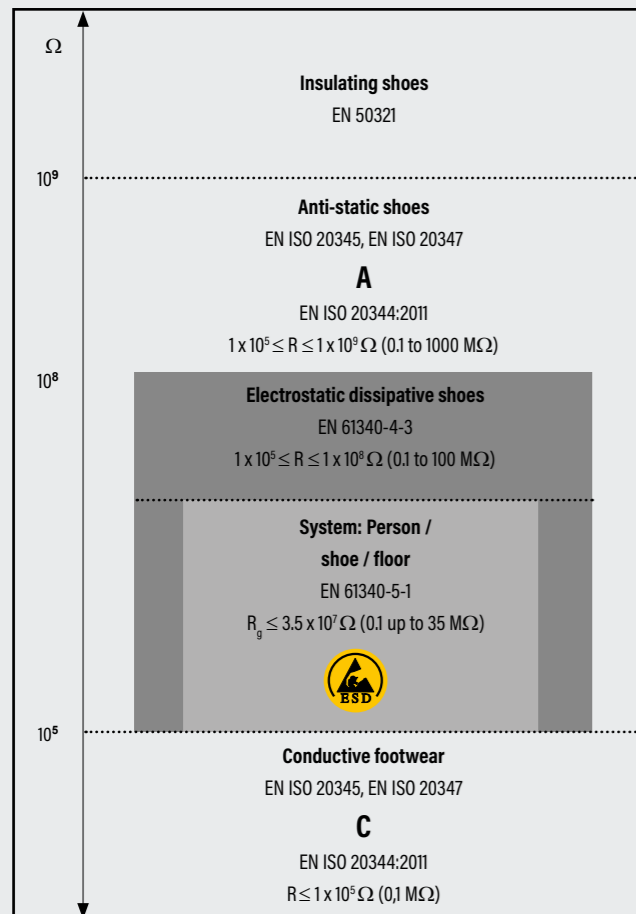 Ω
Insulating shoes
EN 50321
10⁹
Anti-static shoes
EN ISO 20345, EN ISO 20347
A
EN ISO 20344:2011
1 x 10⁵ ≤ R ≤ 1 x 10⁹ Ω (0.1 to 1000 MΩ)
10⁸
Electrostatic dissipative shoes
EN 61340-4-3
1 x 10⁵ ≤ R ≤ 1 x 10⁸ Ω (0.1 to 100 MΩ)
System: Person /
shoe / floor
EN 61340-5-1
R_g ≤ 3.5 x 10⁷ Ω (0.1 up to 35 MΩ)
ESD
10⁵
Conductive footwear
EN ISO 20345, EN ISO 20347
C
EN ISO 20344:2011
R ≤ 1 x 10⁵ Ω (0,1 MΩ)